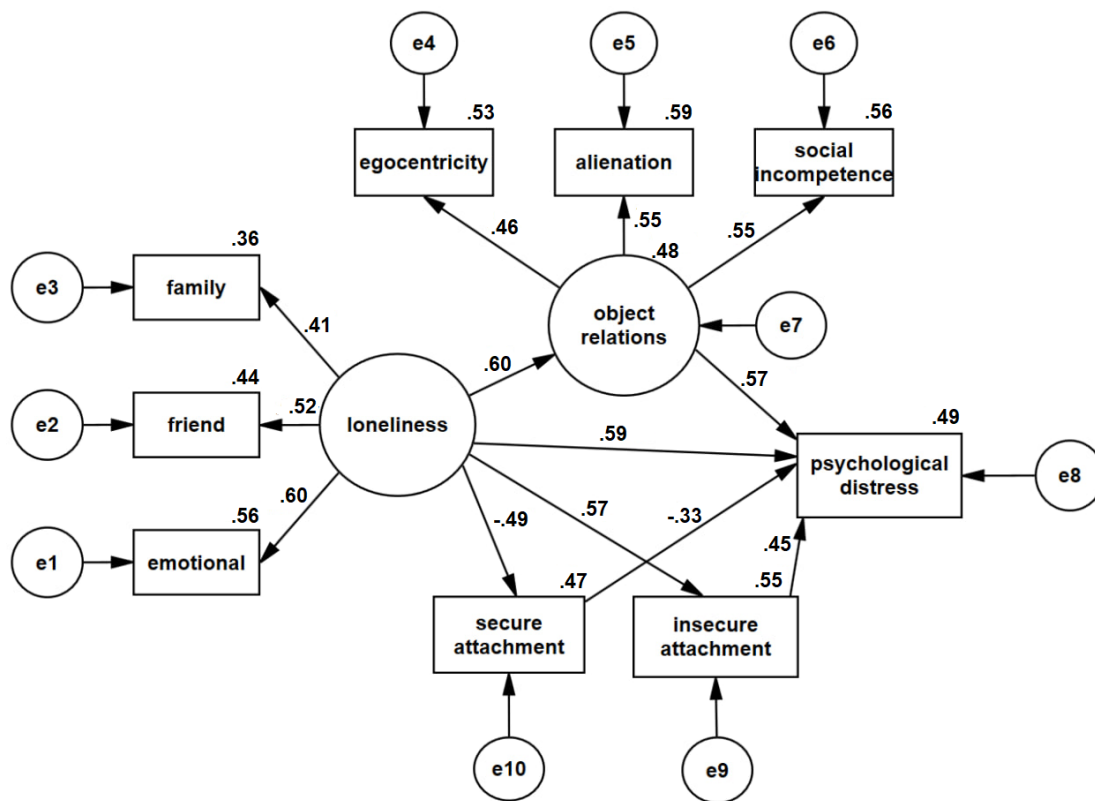 e4
e5
e6
.53
.59
.56
egocentricity
alienation
social
incompetence
.46
.55
.55
.36
.48
e3
family
object
relations
e7
.41
.60
.57
.44
e2
friend
.52
loneliness
.59
.49
psychological
distress
e8
.60
.56
-.49
.57
-.33
.45
e1
emotional
.47
.55
secure
attachment
insecure
attachment
e10
e9